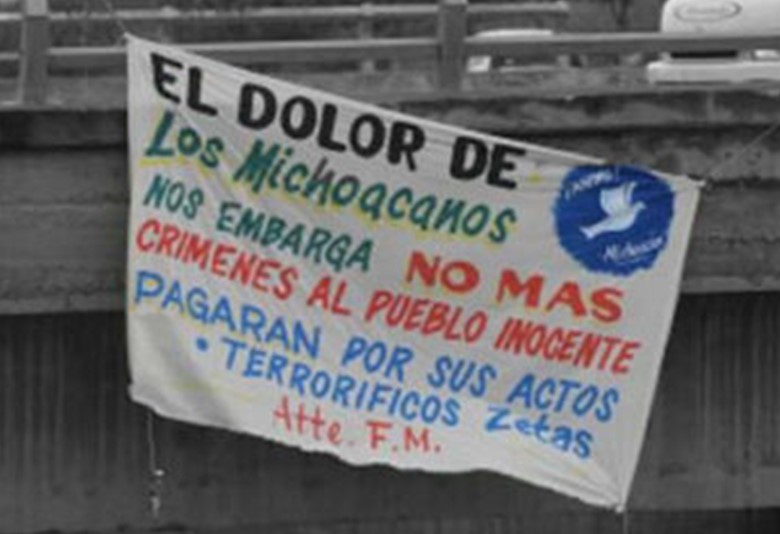 EL DOLOR DE
Los Michoacanos
NOS EMBARGA NO MAS
CRIMENES AL PUEBLO INOCENTE
PAGARAN POR SUS ACTOS
• TERRORIFICOS Zetas
Atte. F.M.
Michoacan